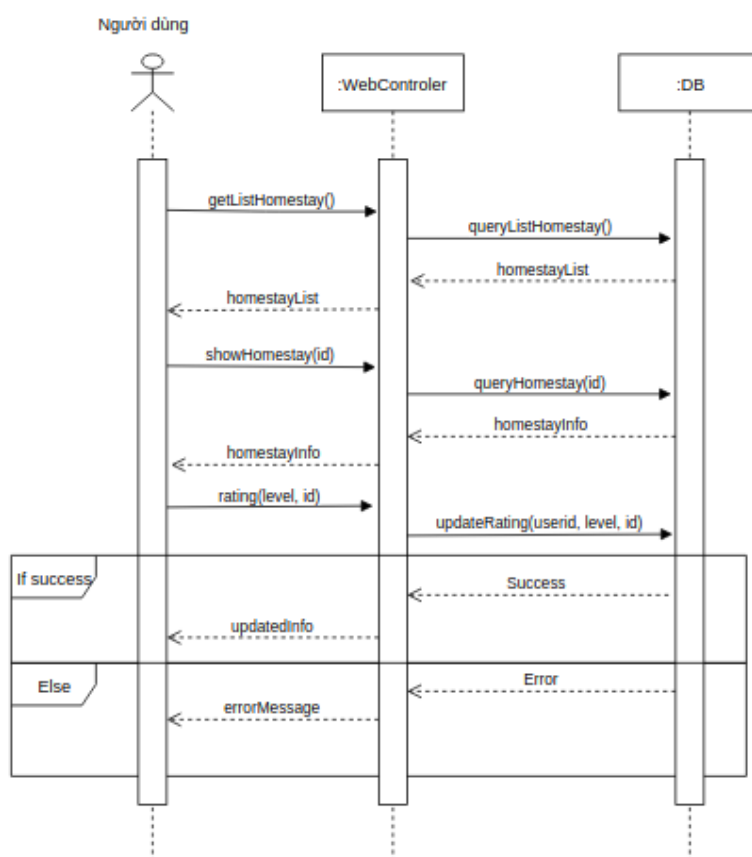 Người dùng
:WebControler
:DB
getListHomestay()
queryListHomestay()
homestayList
homestayList
showHomestay(id)
queryHomestay(id)
homestayInfo
homestayInfo
rating(level, id)
updateRating(userid, level, id)
If success
Success
updatedInfo
Else
Error
errorMessage